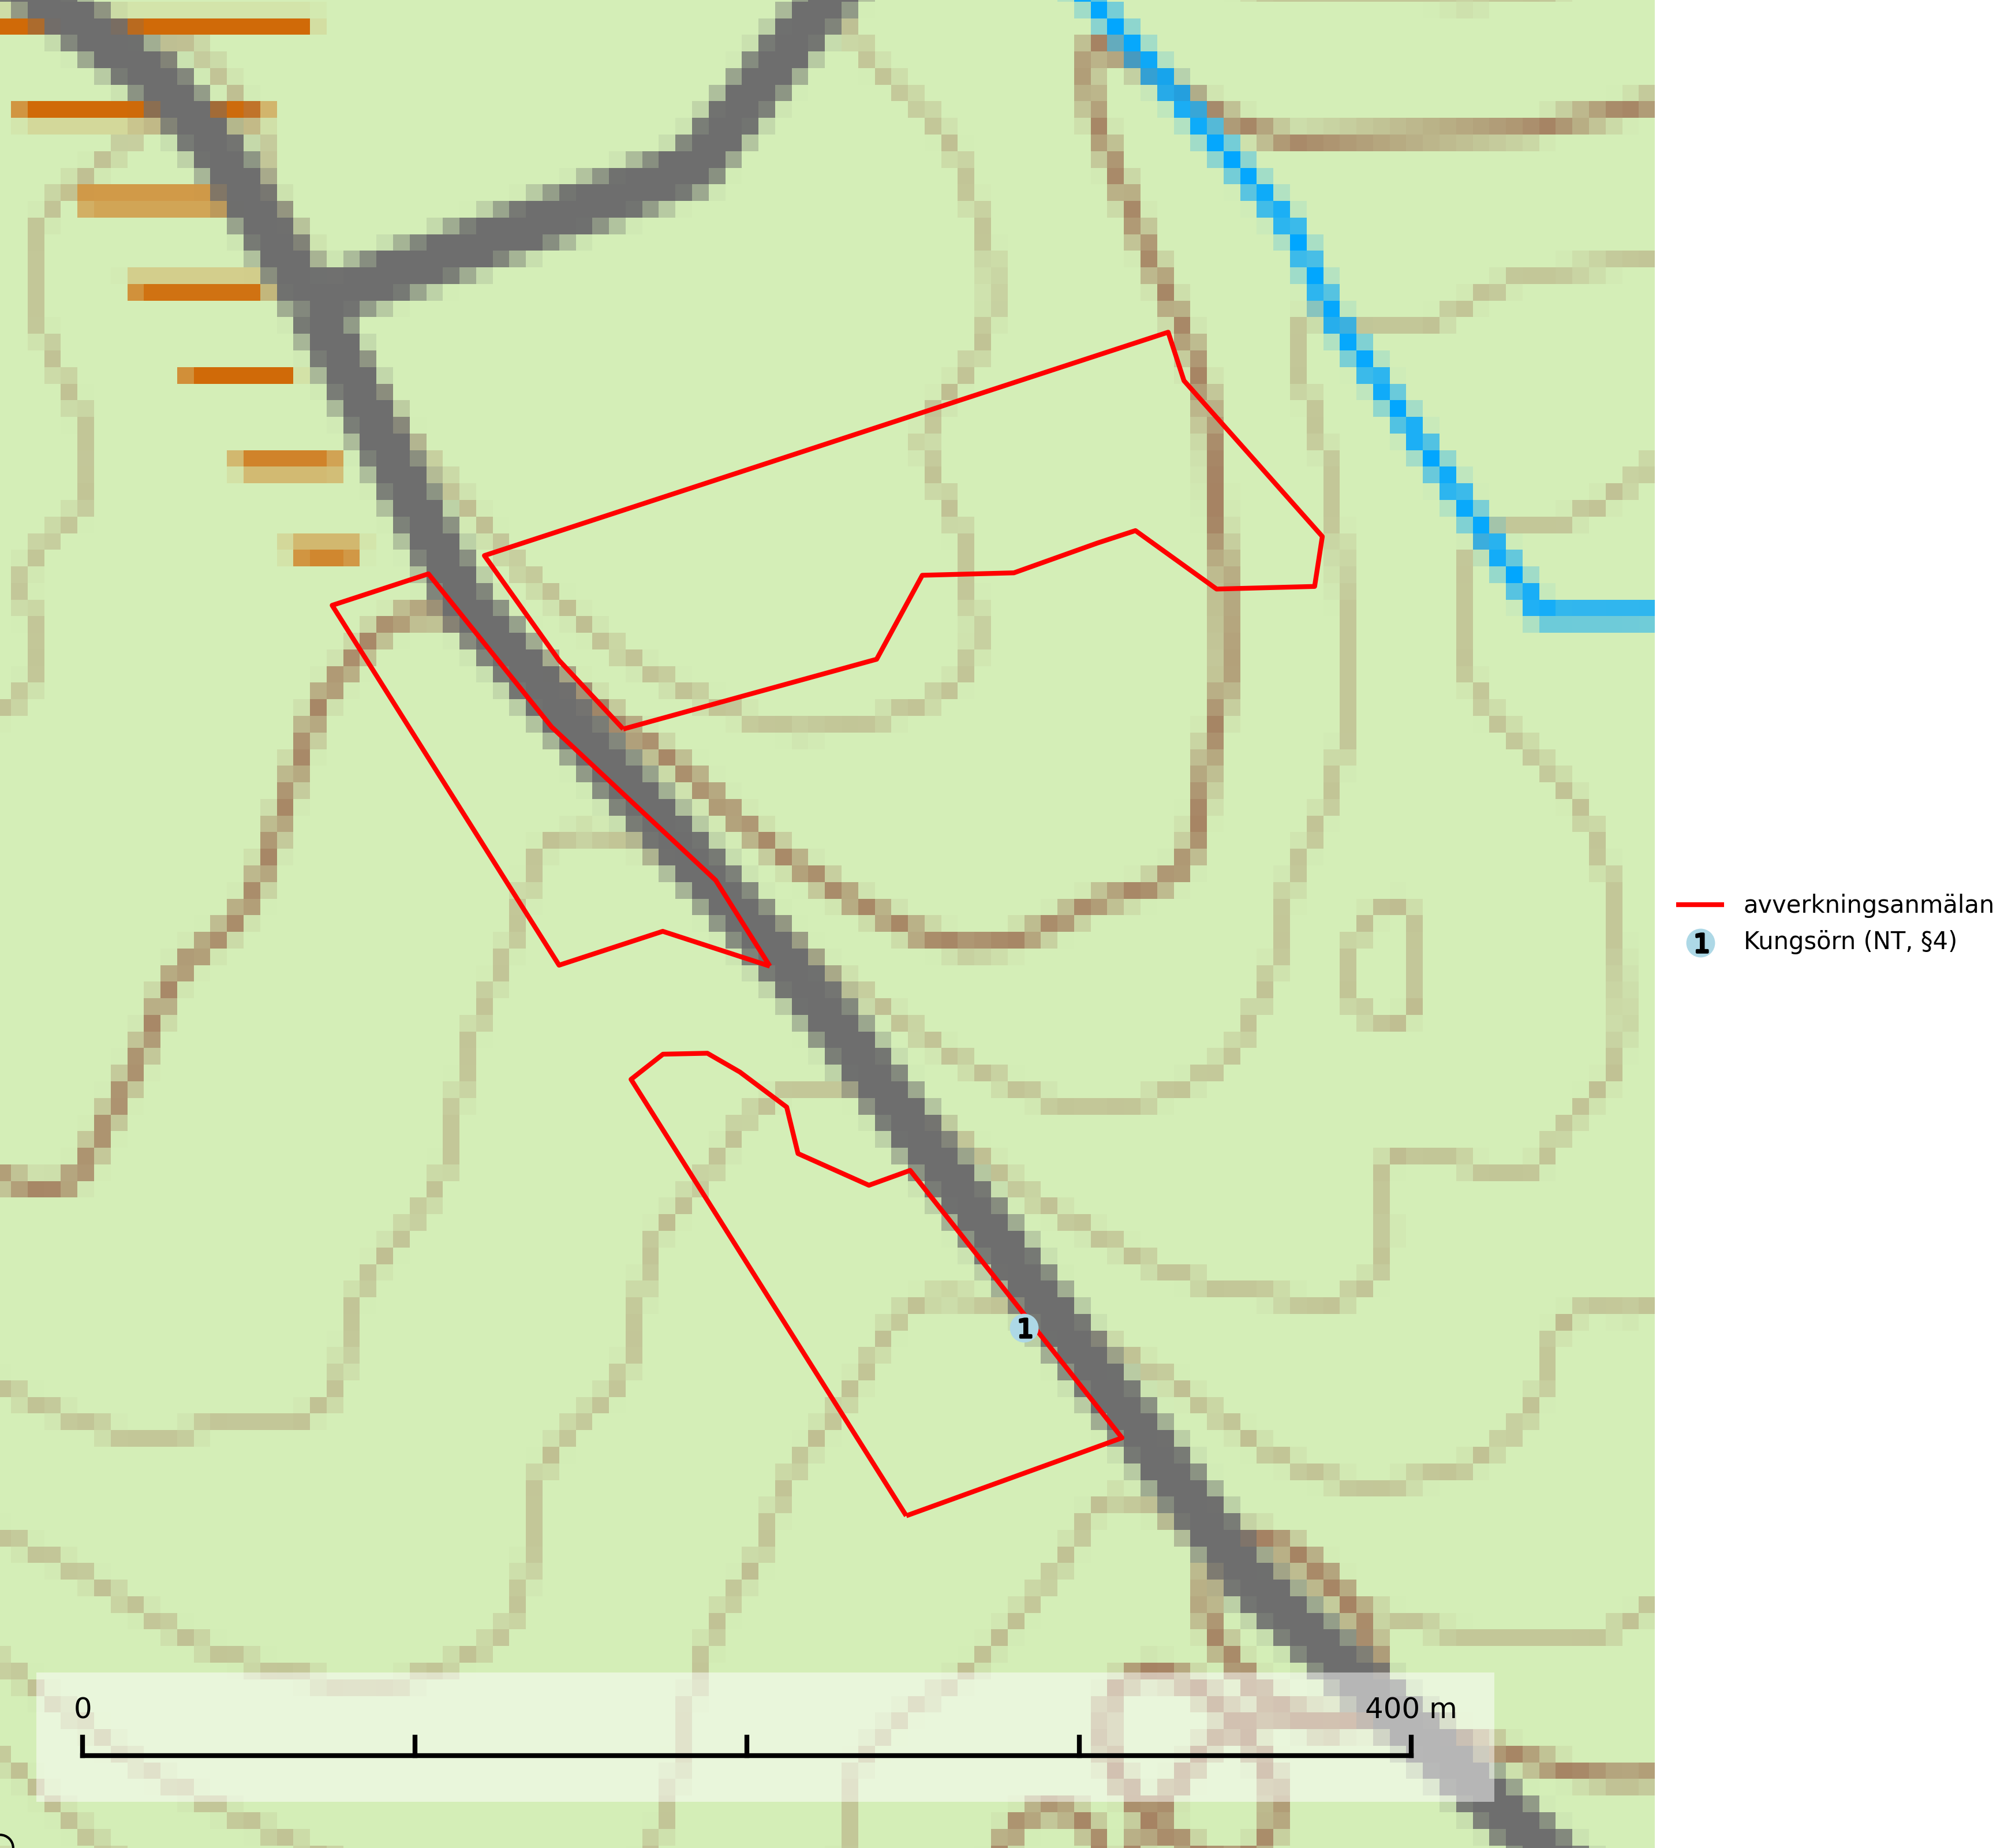 avverkningsanmälan
1 Kungsörn (NT, §4)
1
0 400 m